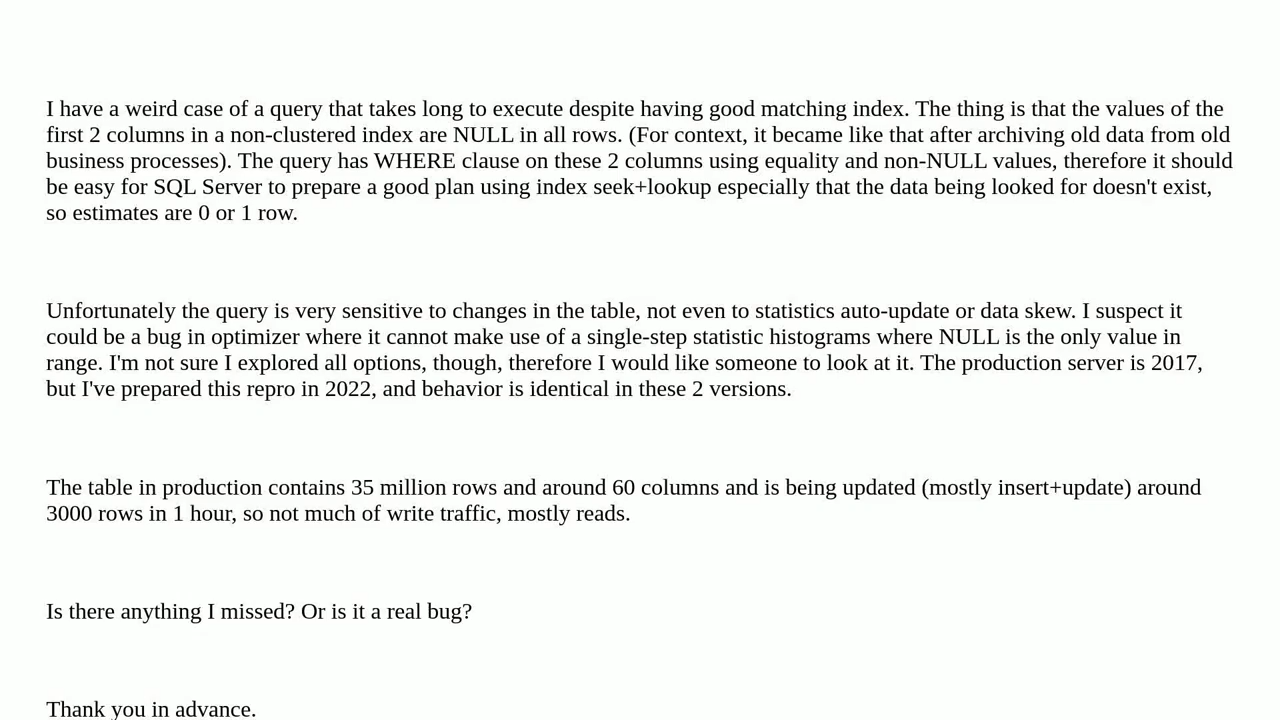 I have a weird case of a query that takes long to execute despite having good matching index. The thing is that the values of the
first 2 columns in a non-clustered index are NULL in all rows. (For context, it became like that after archiving old data from old
business processes). The query has WHERE clause on these 2 columns using equality and non-NULL values, therefore it should
be easy for SQL Server to prepare a good plan using index seek+lookup especially that the data being looked for doesn't exist,
so estimates are 0 or 1 row.
Unfortunately the query is very sensitive to changes in the table, not even to statistics auto-update or data skew. I suspect it
could be a bug in optimizer where it cannot make use of a single-step statistic histograms where NULL is the only value in
range. I'm not sure I explored all options, though, therefore I would like someone to look at it. The production server is 2017,
but I've prepared this repro in 2022, and behavior is identical in these 2 versions.
The table in production contains 35 million rows and around 60 columns and is being updated (mostly insert+update) around
3000 rows in 1 hour, so not much of write traffic, mostly reads.
Is there anything I missed? Or is it a real bug?
Thank you in advance.